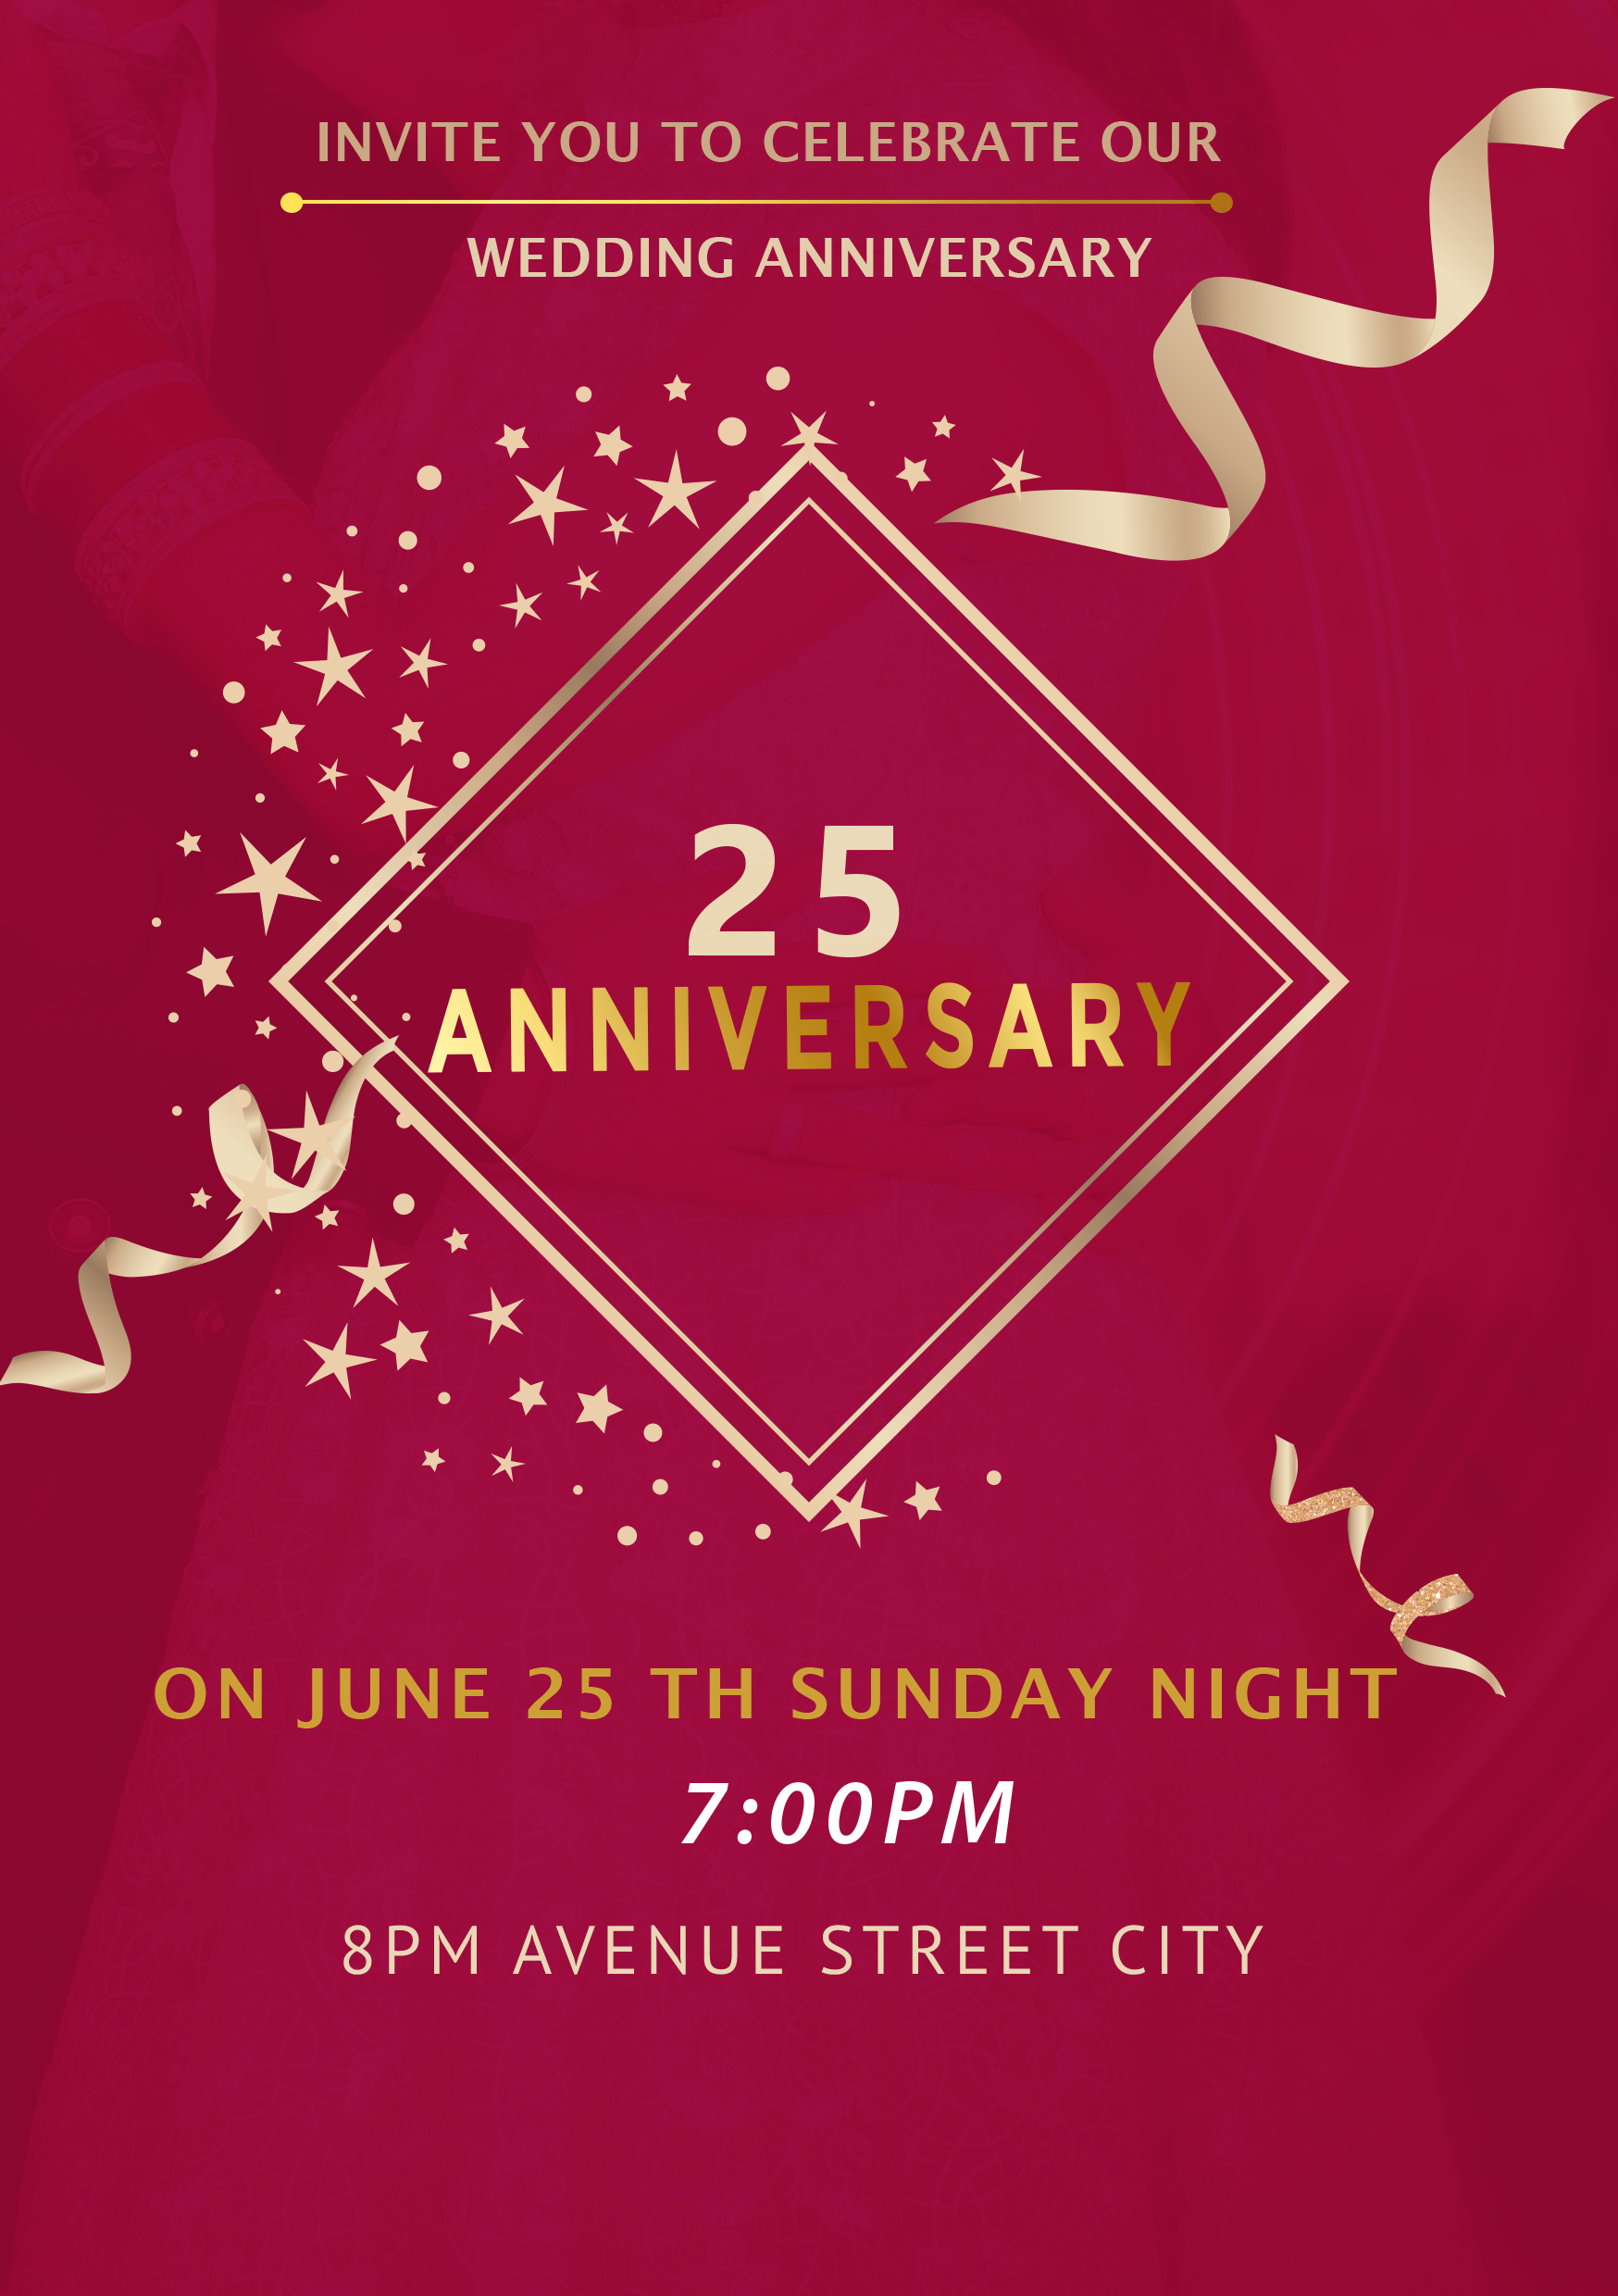 INVITE YOU TO CELEBRATE OUR
WEDDING ANNIVERSARY
25
ANNIVERSARY
ON JUNE 25 TH SUNDAY NIGHT
7:00PM
8PM AVENUE STREET CITY